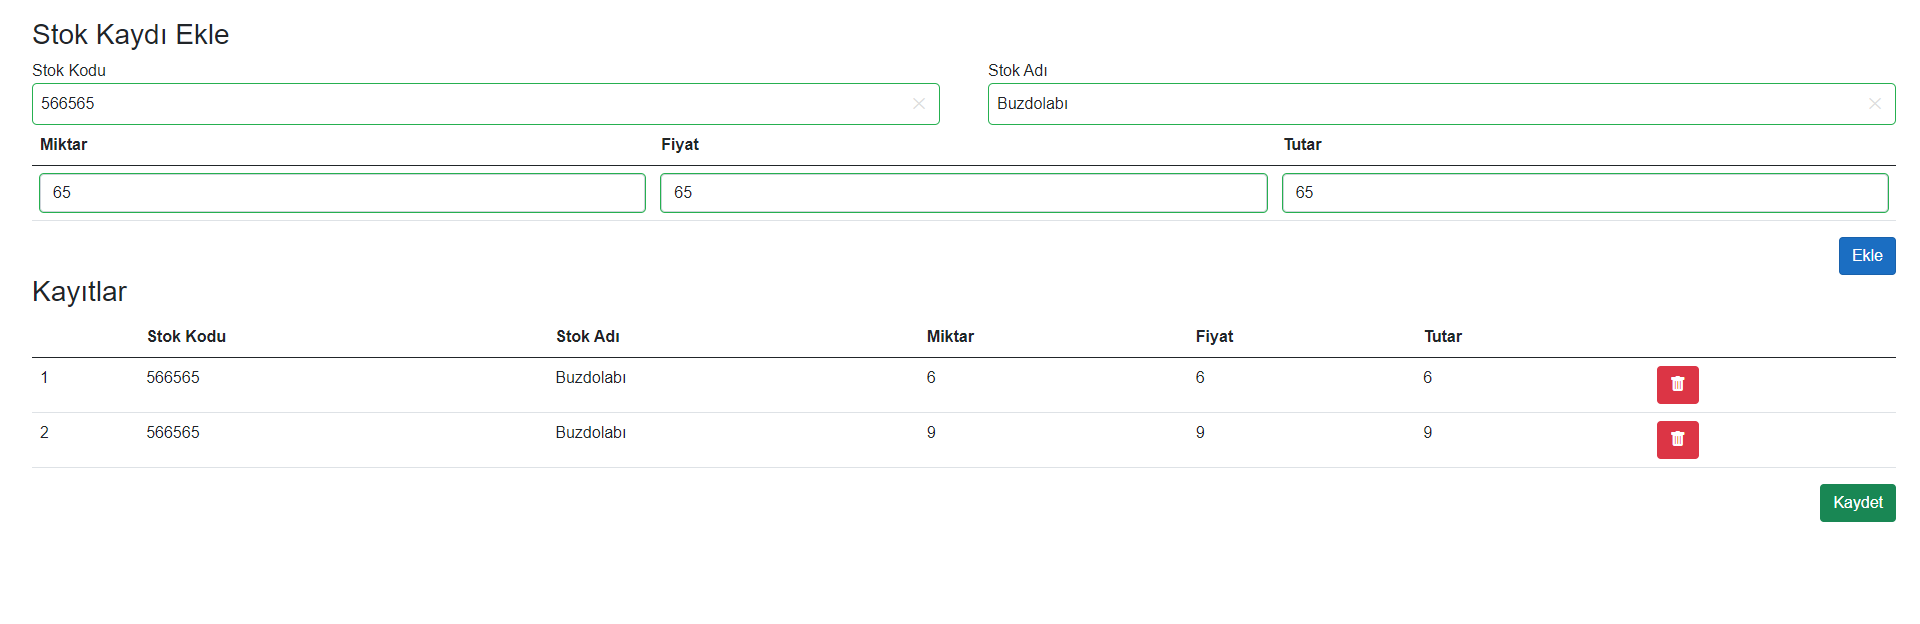 Stok Kaydı Ekle
Stok Kodu Stok Adı
566565 Buzdolabı
Miktar Fiyat Tutar
65 65 65
Ekle
Kayıtlar
Stok Kodu Stok Adı Miktar Fiyat Tutar
1 566565 Buzdolabı 6 6 6
2 566565 Buzdolabı 9 9 9
Kaydet